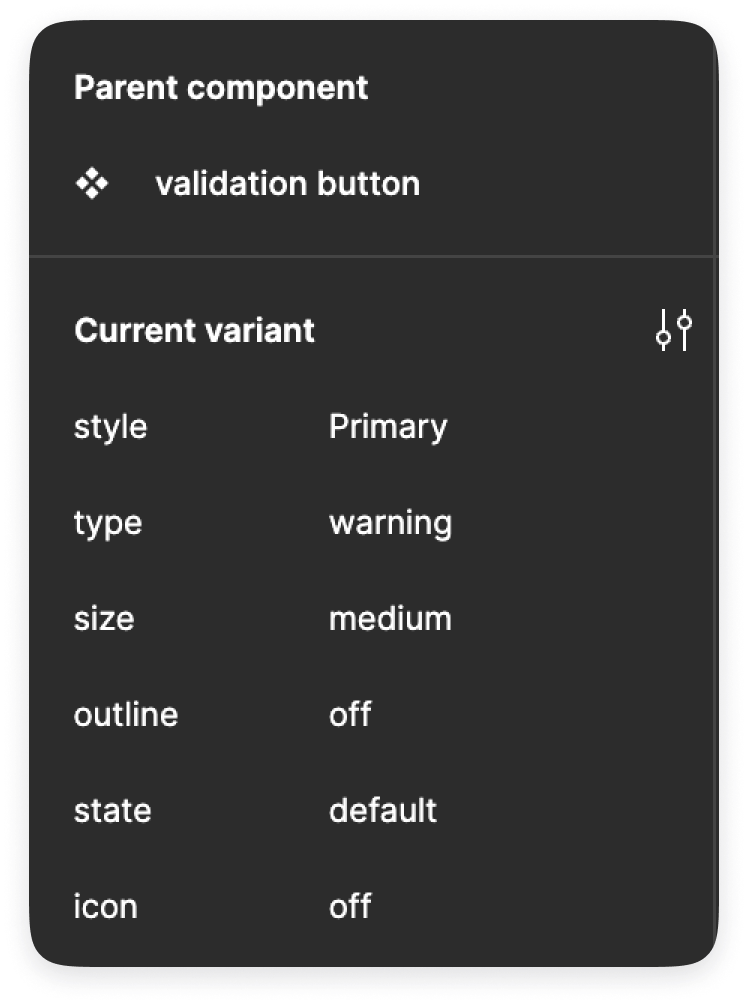 Parent component
validation button
Current variant
style Primary
type warning
size medium
outline off
state default
icon off